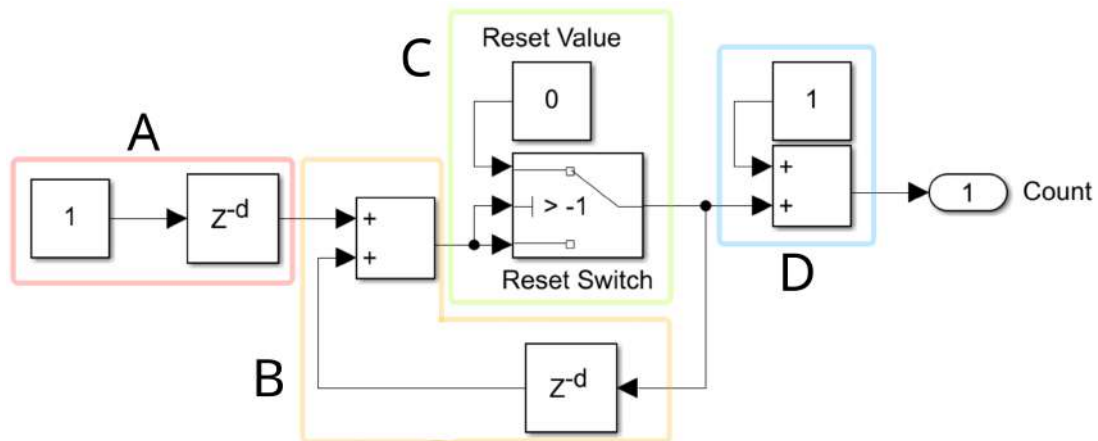 Reset Value
C
0
1
A
1
Z-d
+
+
> -1
+
+
1
Count
Reset Switch
D
B
Z-d